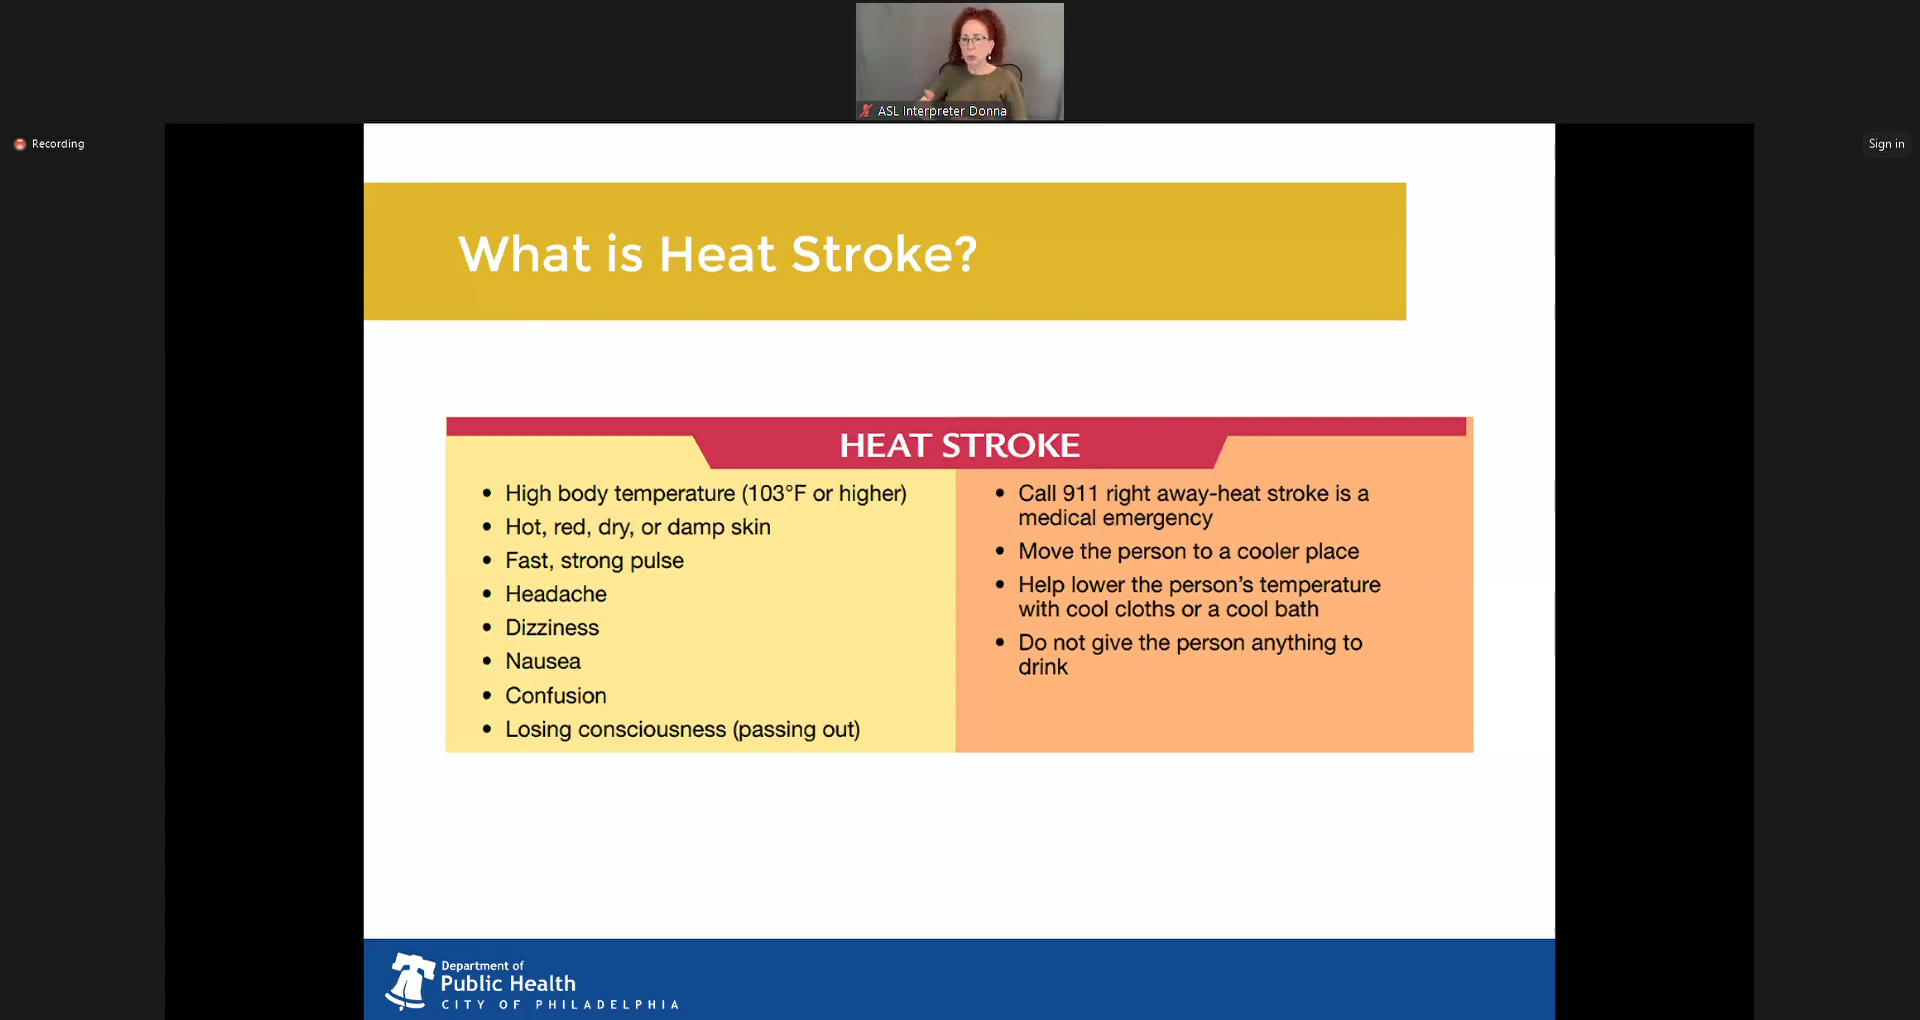 ASL Interpreter Donna
Recording
Sign in
What is Heat Stroke?
HEAT STROKE
• High body temperature (103°F or higher)
• Hot, red, dry, or damp skin
• Fast, strong pulse
• Headache
• Dizziness
• Nausea
• Confusion
• Losing consciousness (passing out)
• Call 911 right away-heat stroke is a
medical emergency
• Move the person to a cooler place
• Help lower the person's temperature
with cool cloths or a cool bath
• Do not give the person anything to
drink
Department of
Public Health
CITY OF PHILADELPHIA